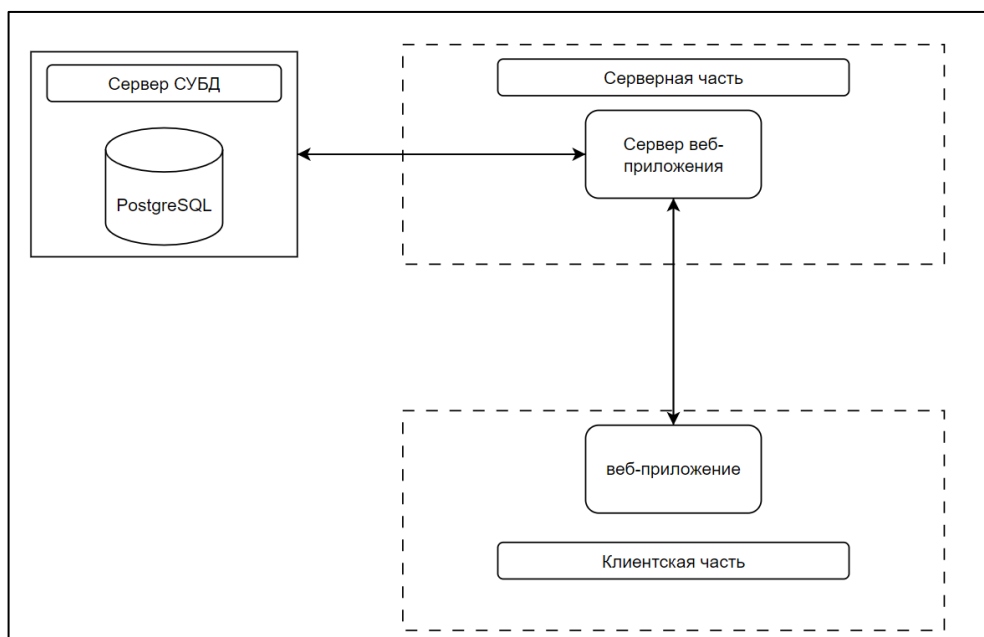 Сервер СУБД
PostgreSQL
Серверная часть
Сервер веб-
приложения
веб-приложение
Клиентская часть